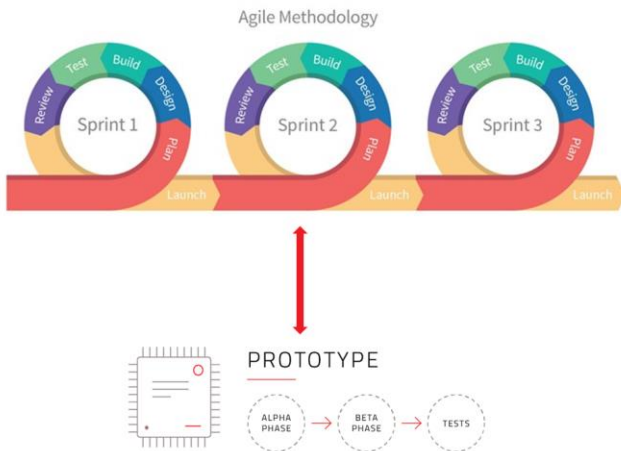 Agile Methodology
Review
Test
Build
Design
Plan
Sprint 1
Launch
Review
Test
Build
Design
Plan
Sprint 2
Launch
Review
Test
Build
Design
Plan
Sprint 3
Launch
PROTOTYPE
ALPHA
PHASE
BETA
PHASE
TESTS